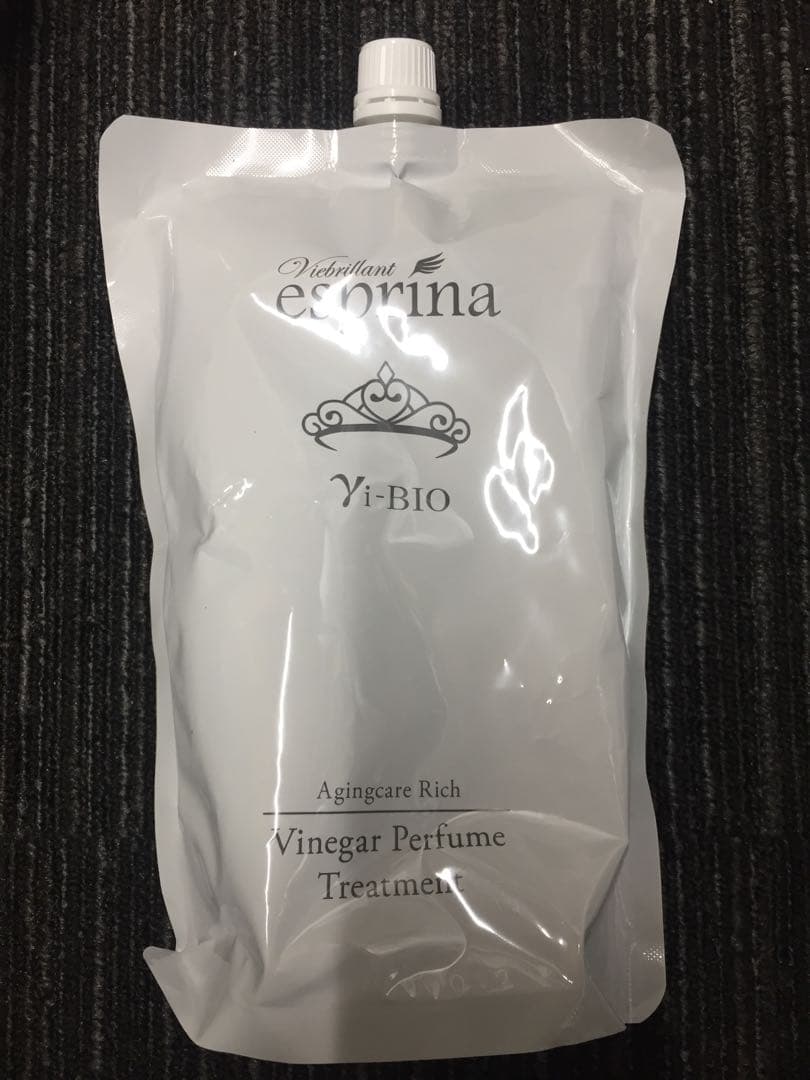 Viebrillant
esprina
γi-BIO
Agingcare Rich
Vinegar Perfume
Treatment